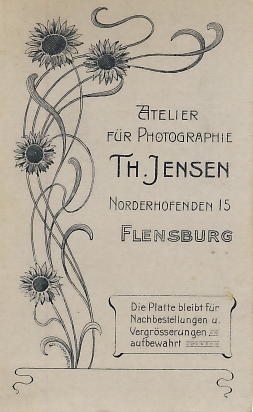 Atelier
für Photographie
Th. Jensen
Norderhofenden 15
Flensburg
Die Platte bleibt für
Nachbestellungen u.
Vergrösserungen
aufbewahrt